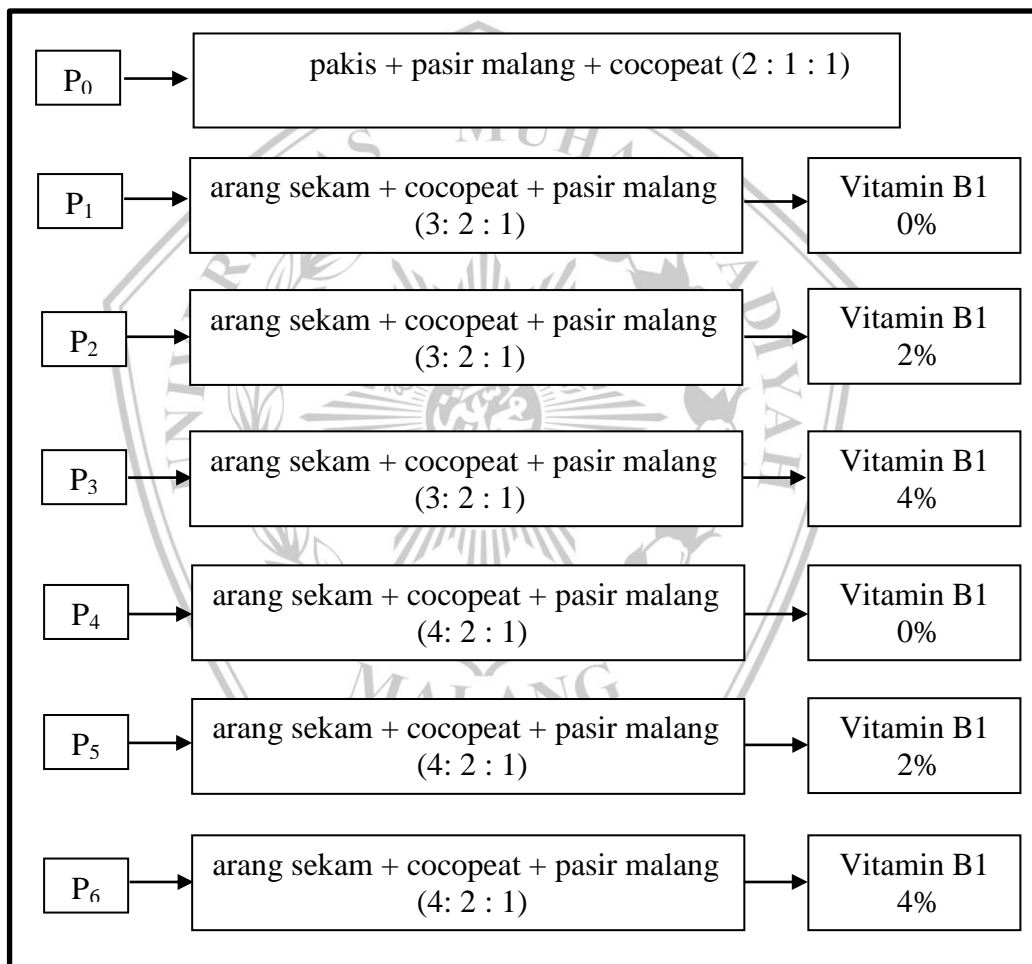 P₀
pakis + pasir malang + cocopeat (2 : 1 : 1)
P₁
arang sekam + cocopeat + pasir malang
(3: 2 : 1)
Vitamin B1
0%
P₂
arang sekam + cocopeat + pasir malang
(3: 2 : 1)
Vitamin B1
2%
P₃
arang sekam + cocopeat + pasir malang
(3: 2 : 1)
Vitamin B1
4%
P₄
arang sekam + cocopeat + pasir malang
(4: 2 : 1)
Vitamin B1
0%
P₅
arang sekam + cocopeat + pasir malang
(4: 2 : 1)
Vitamin B1
2%
P₆
arang sekam + cocopeat + pasir malang
(4: 2 : 1)
Vitamin B1
4%
MALANG